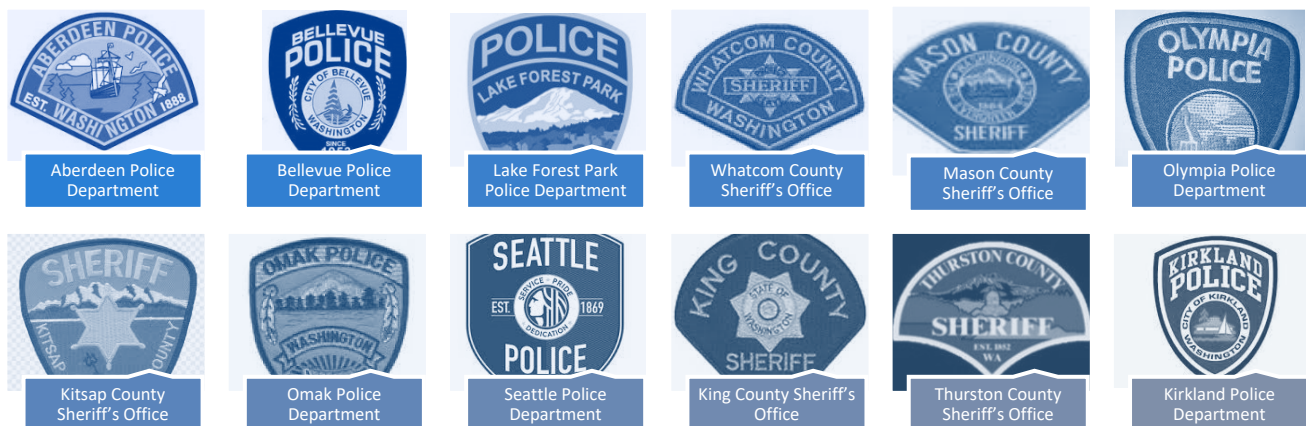 ABERDEEN POLICE
EST. WASHINGTON 1888
Aberdeen Police
Department
BELLEVUE
POLICE
CITY OF BELLEVUE
WASHINGTON
SINCE
Bellevue Police
Department
POLICE
LAKE FOREST PARK
Lake Forest Park
Police Department
WHATCOM COUNTY
SHERIFF
WASHINGTON
Whatcom County
Sheriff's Office
MASON COUNTY
SHERIFF
Mason County
Sheriff's Office
OLYMPIA
POLICE
Olympia Police
Department
SHERIFF
KITSAP COUNTY
Kitsap County
Sheriff's Office
OMAK POLICE
WASHINGTON
Omak Police
Department
SEATTLE
SERVICE - PRIDE
EST. 1869
DEDICATION
POLICE
Seattle Police
Department
KING COUNTY
STATE OF
WASHINGTON
SHERIFF
King County Sheriff's
Office
THURSTON COUNTY
SHERIFF
EST. 1852
WA
Thurston County
Sheriff's Office
KIRKLAND
POLICE
CITY OF KIRKLAND
WASHINGTON
Kirkland Police
Department